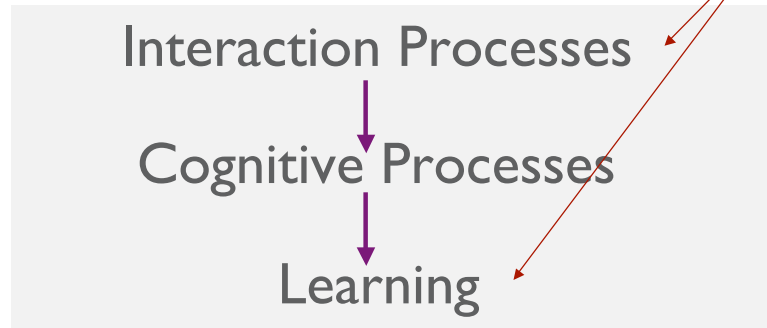 Interaction Processes
Cognitive Processes
Learning